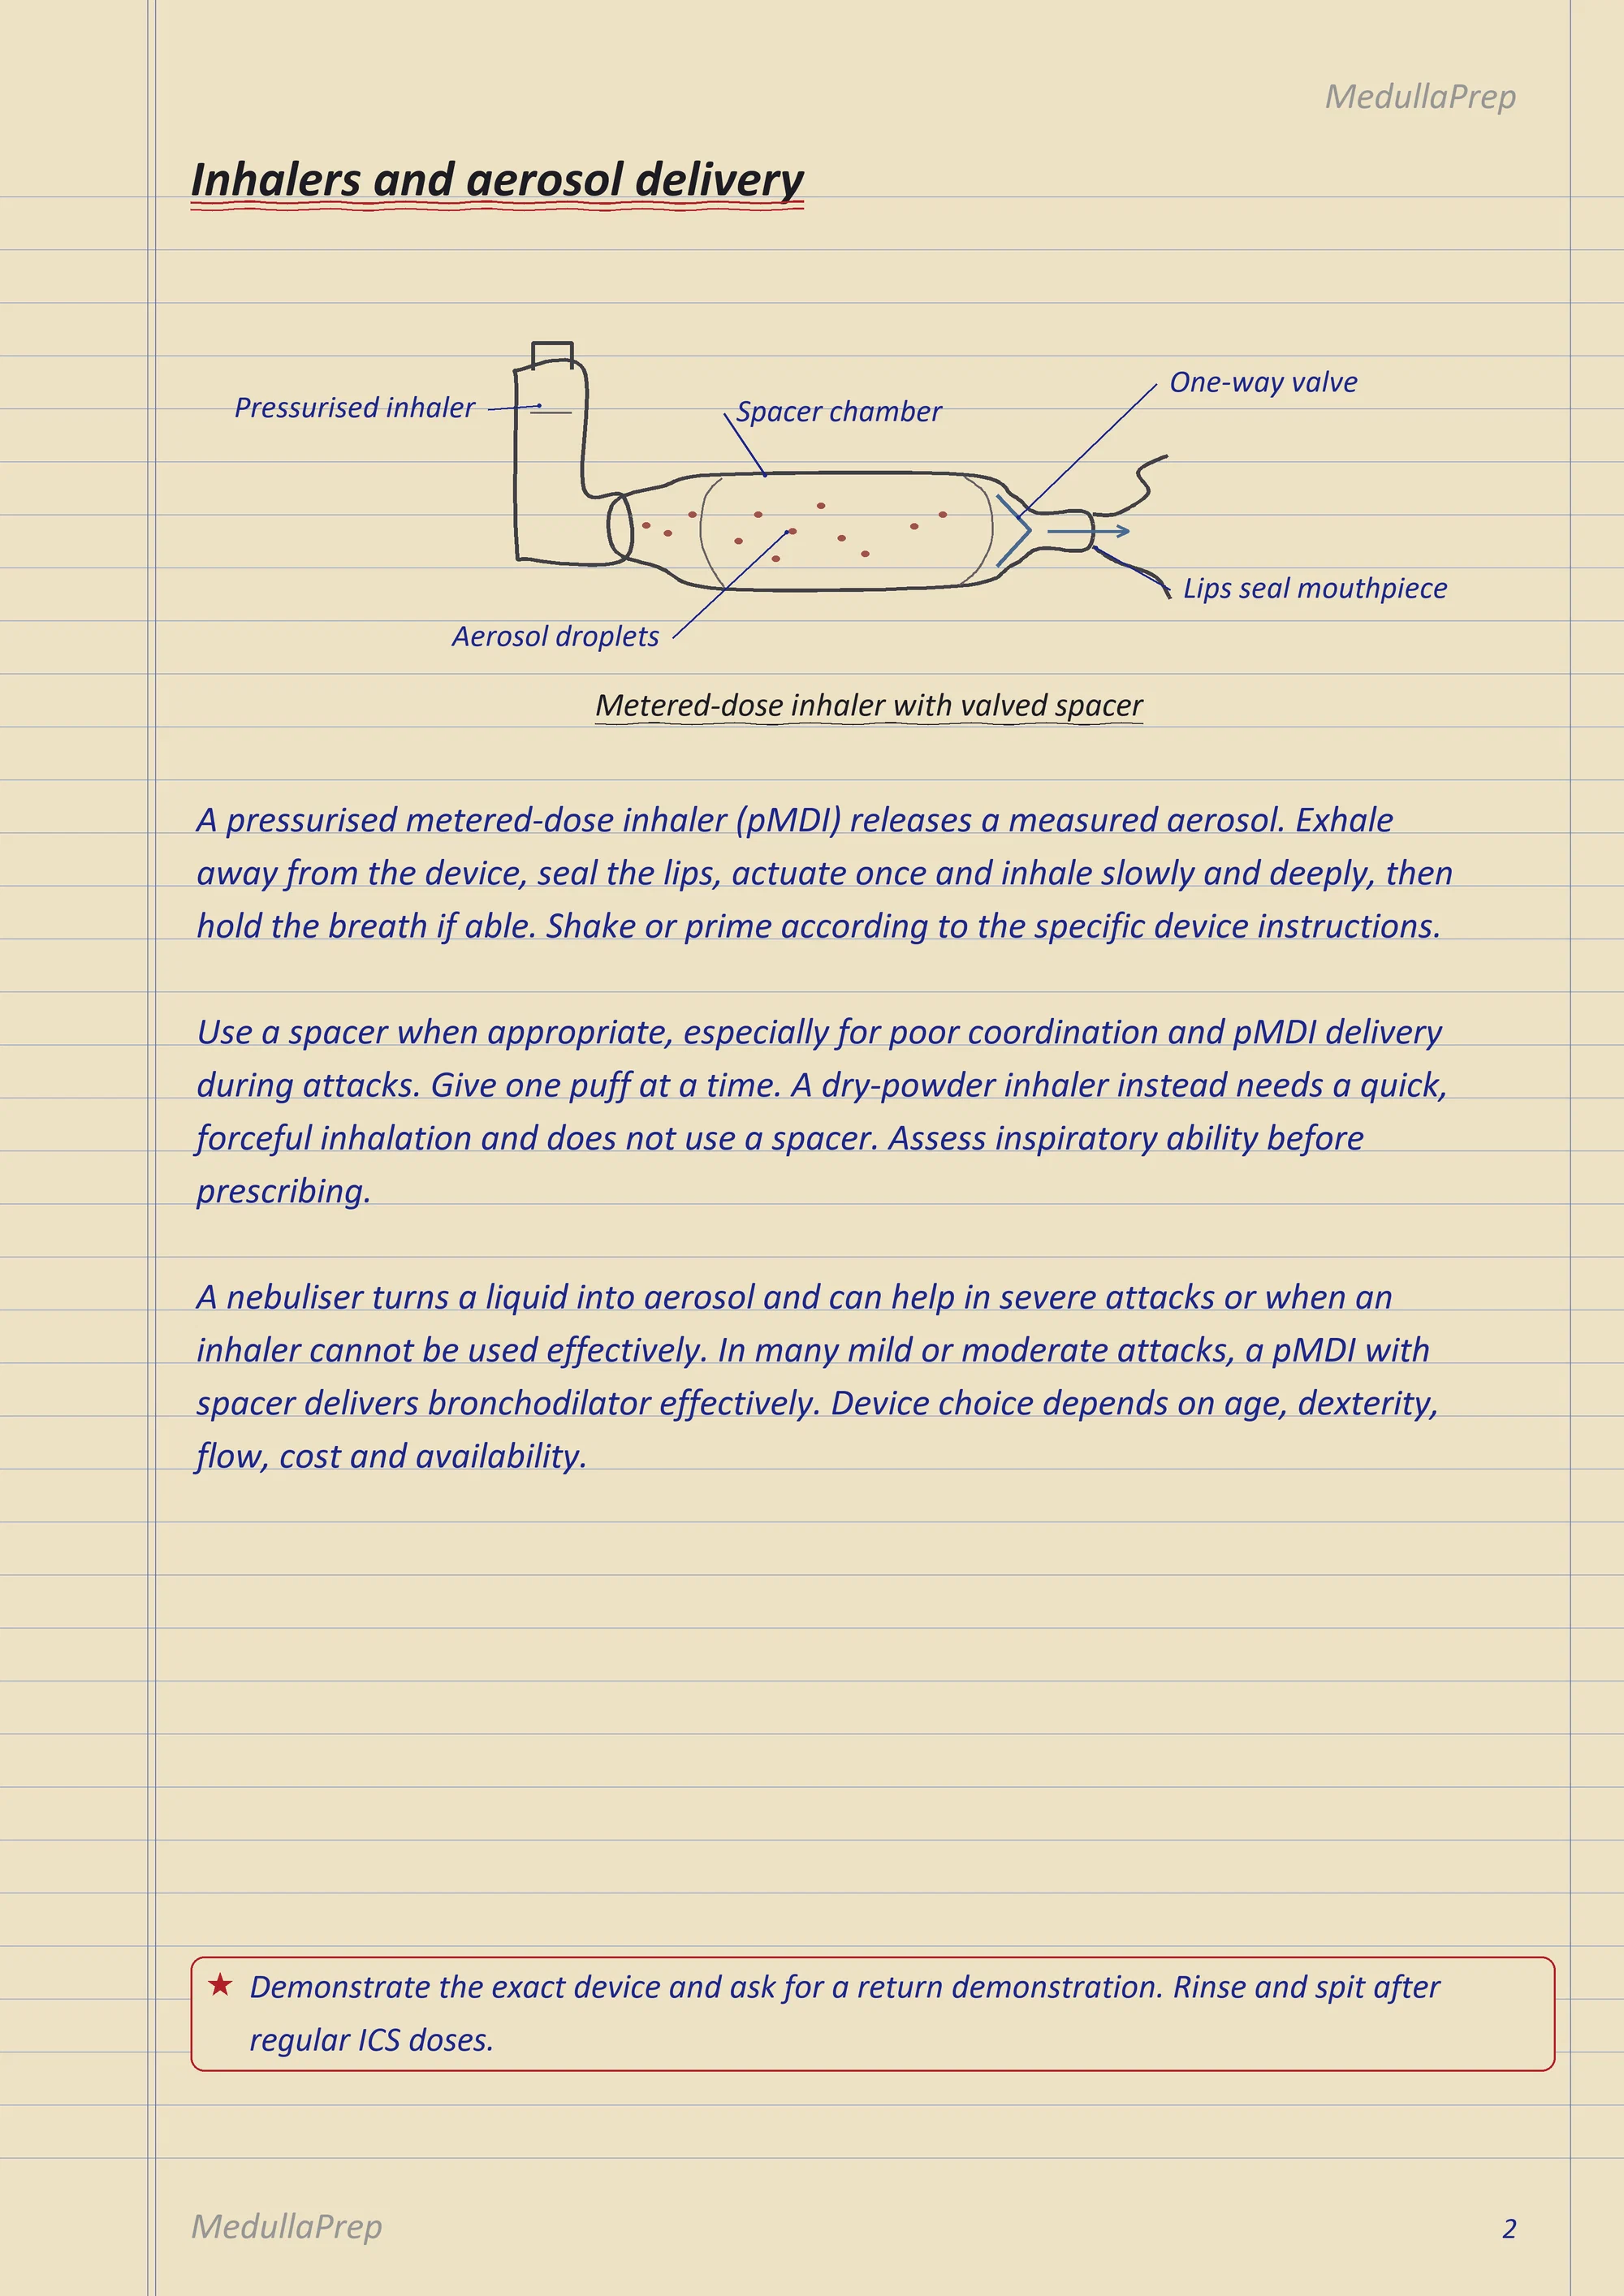 MedullaPrep
Inhalers and aerosol delivery
One-way valve
Pressurised inhaler
Spacer chamber
Lips seal mouthpiece
Aerosol droplets
Metered-dose inhaler with valved spacer
A pressurised metered-dose inhaler (pMDI) releases a measured aerosol. Exhale
away from the device, seal the lips, actuate once and inhale slowly and deeply, then
hold the breath if able. Shake or prime according to the specific device instructions.
Use a spacer when appropriate, especially for poor coordination and pMDI delivery
during attacks. Give one puff at a time. A dry-powder inhaler instead needs a quick,
forceful inhalation and does not use a spacer. Assess inspiratory ability before
prescribing.
A nebuliser turns a liquid into aerosol and can help in severe attacks or when an
inhaler cannot be used effectively. In many mild or moderate attacks, a pMDI with
spacer delivers bronchodilator effectively. Device choice depends on age, dexterity,
flow, cost and availability.
★ Demonstrate the exact device and ask for a return demonstration. Rinse and spit after
regular ICS doses.
MedullaPrep
2